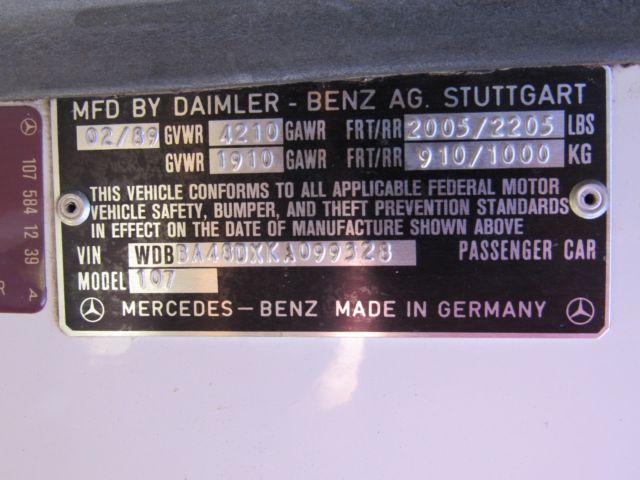 MFD BY DAIMLER - BENZ AG. STUTTGART
02/89 GVWR 4210 GAWR FRT/RR 2005/2205 LBS
GVWR 1910 GAWR FRT/RR 910/1000 KG
THIS VEHICLE CONFORMS TO ALL APPLICABLE FEDERAL MOTOR
VEHICLE SAFETY, BUMPER, AND THEFT PREVENTION STANDARDS
IN EFFECT ON THE DATE OF MANUFACTURE SHOWN ABOVE
VIN WDBBA48DXKA099328 PASSENGER CAR
MODEL 107
MERCEDES-BENZ MADE IN GERMANY
107 584 12 39
R A